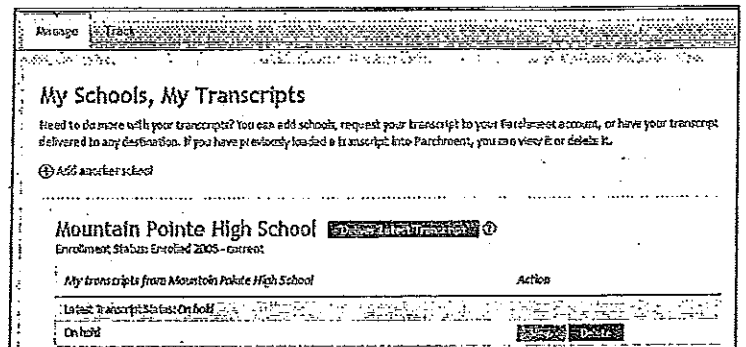 Manage Track
My Schools, My Transcripts
Need to do more with your transcripts? You can add schools, request your transcript to your Parchment account, or have your transcript
delivered to any destination. If you have previously loaded a transcript into Parchment, you can view it or delete it.
Add another school
Mountain Pointe High School
Enrollment Status: Enrolled 2005 - current
My transcripts from Mountain Pointe High School Action
Latest Transcript Status: On hold
On hold